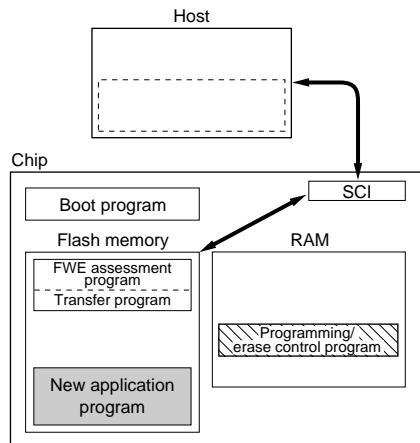 Host
Chip
SCI
Boot program
Flash memory
RAM
FWE assessment
program
Transfer program
Programming/
erase control program
New application
program